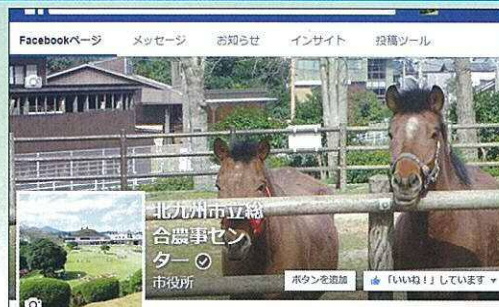 Facebookページ メッセージ お知らせ インサイト 投稿ツール
北九州市立総
合農事セン
ター
市役所
ボタンを追加 「いいね！」しています